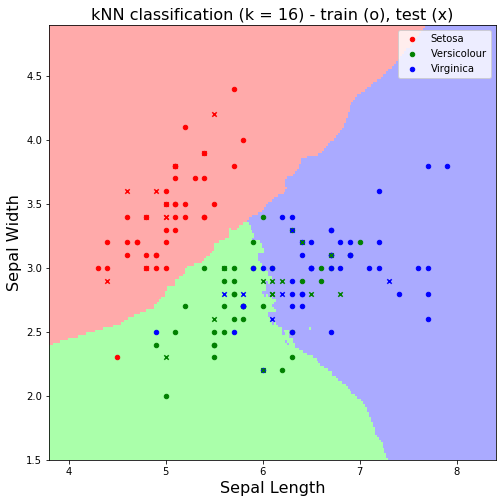 kNN classification (k = 16) - train (o), test (x)
Setosa
Versicolour
Virginica
Sepal Width
4.5
4.0
3.5
3.0
2.5
2.0
1.5
4 5 6 7 8
Sepal Length